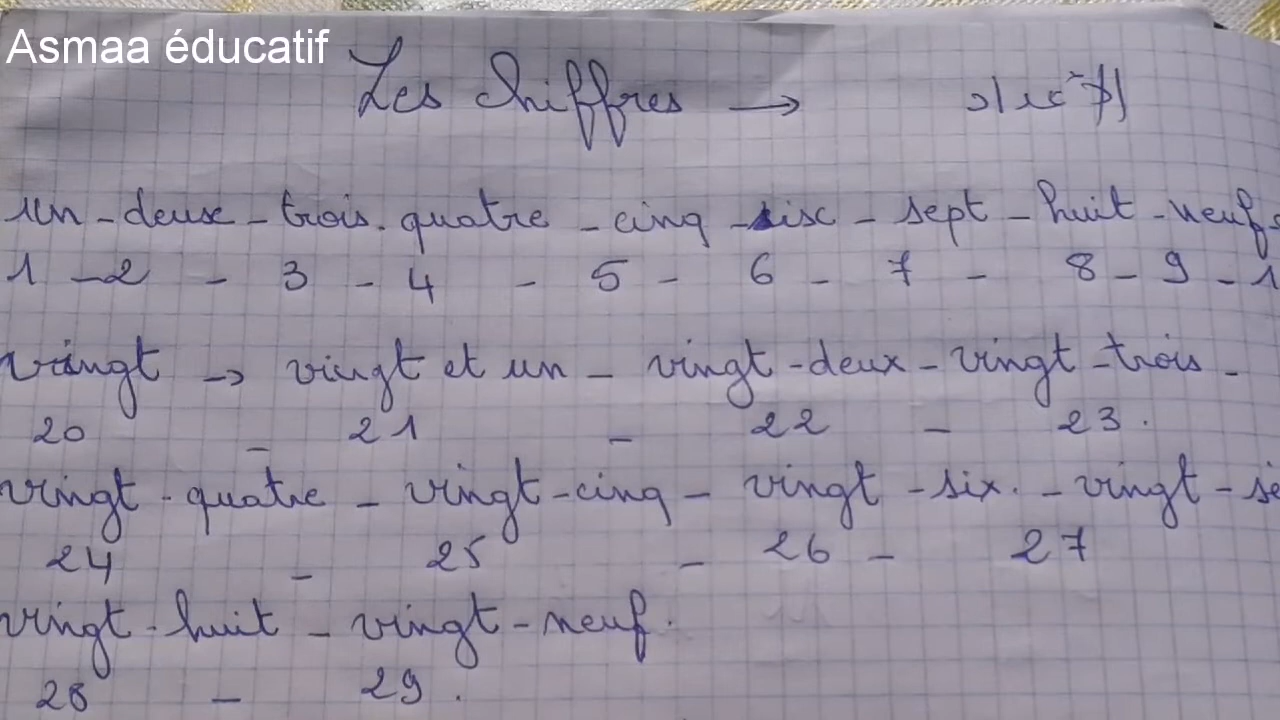 Asmaa éducatif
Les chiffres →
un - deux - trois - quatre - cinq - six - sept - huit - neuf -
1 - 2 - 3 - 4 - 5 - 6 - 7 - 8 - 9 - 1
vingt → vingt et un - vingt-deux - vingt-trois -
20 - 21 - 22 - 23.
vingt-quatre - vingt-cinq - vingt-six. - vingt-se
24 - 25 - 26 - 27
vingt-huit - vingt-neuf.
28 - 29.